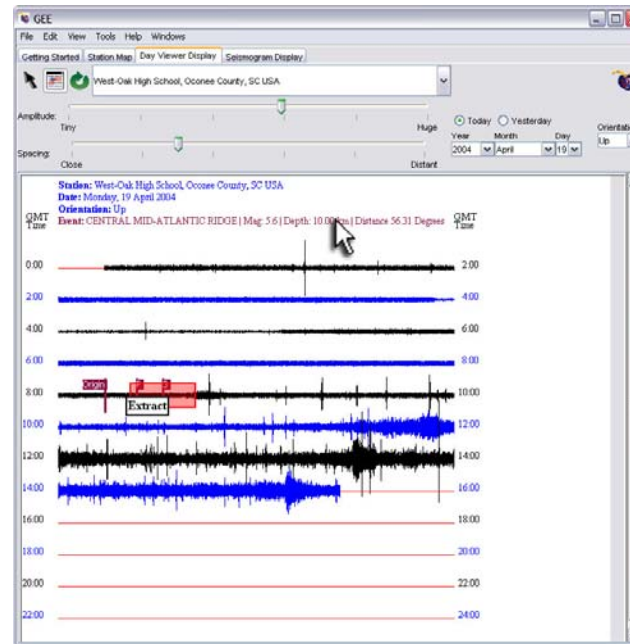 GEE
File Edit View Tools Help Windows
Getting Started Station Map Day Viewer Display Seismogram Display
West-Oak High School, Oconee County, SC USA
Amplitude:
Tiny Huge
Today Yesterday
Year Month Day
2004 April 19
Orientati
Up
Spacing:
Close Distant
Station: West-Oak High School, Oconee County, SC USA
Date: Monday, 19 April 2004
Orientation: Up
Event: CENTRAL MID-ATLANTIC RIDGE | Mag: 5.6 | Depth: 10.00 km | Distance 56.31 Degrees
GMT Time GMT Time
0:00 2:00
2:00 4:00
4:00 6:00
6:00 8:00
Origin P S
8:00 10:00
Extract
10:00 12:00
12:00 14:00
14:00 16:00
16:00 18:00
18:00 20:00
20:00 22:00
22:00 24:00